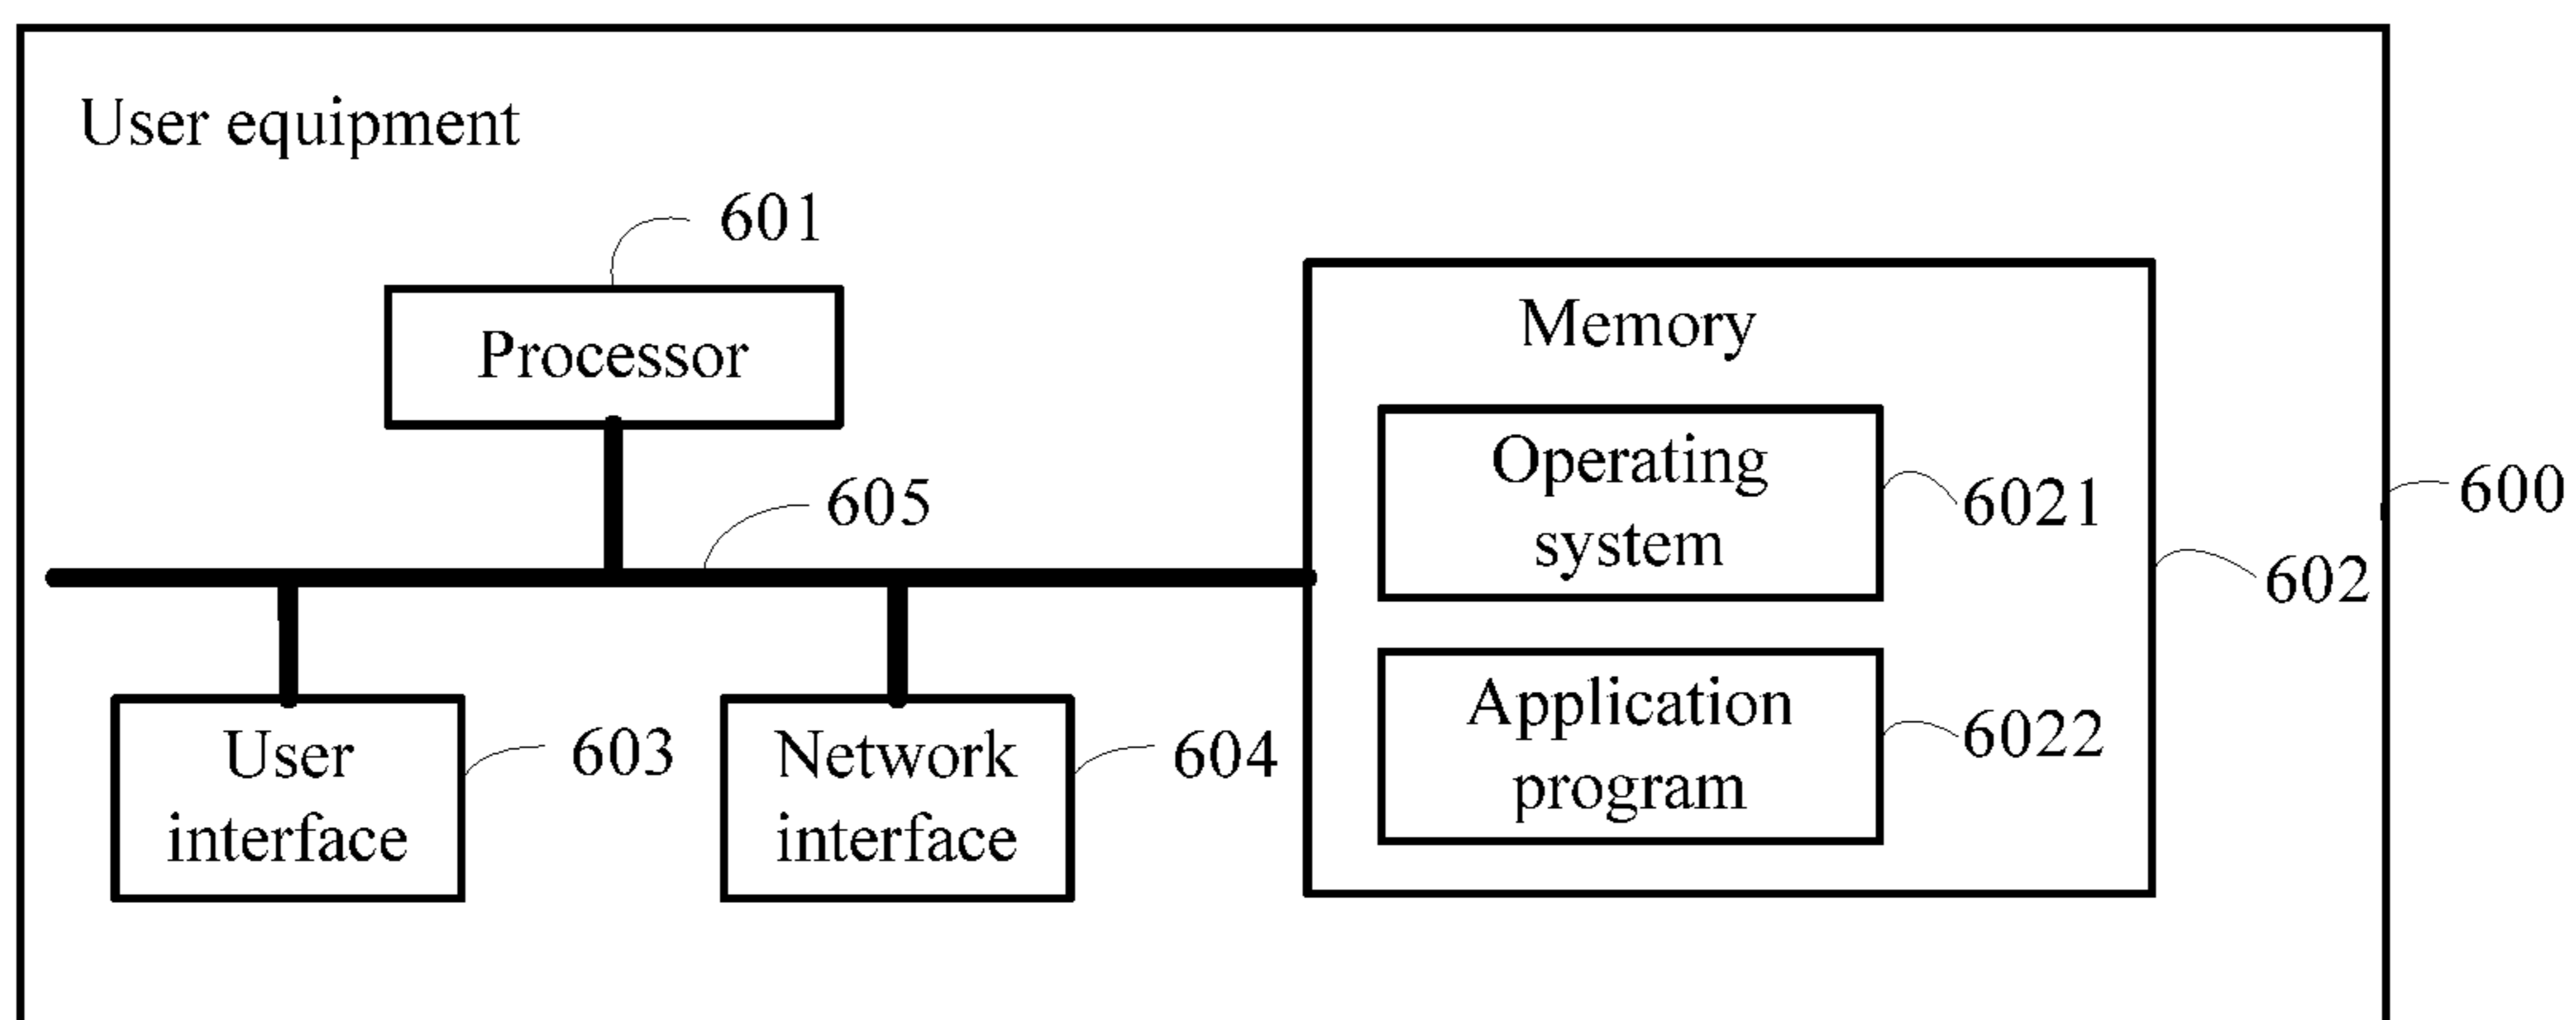 User equipment
601
Processor
Memory
Operating
system
6021
605
600
602
User
interface
603
Network
interface
604
Application
program
6022